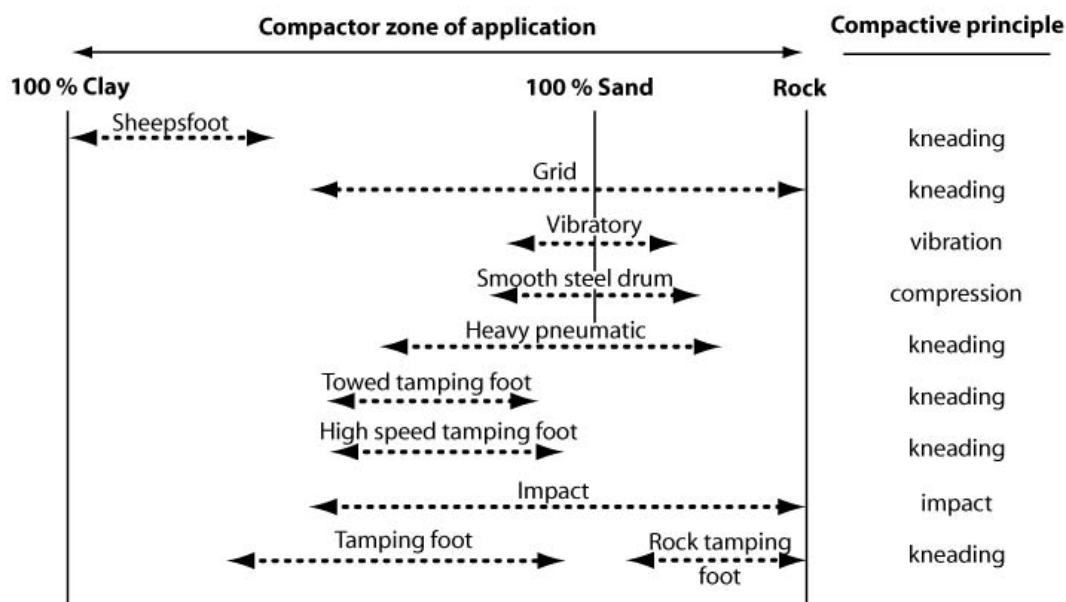 Compactor zone of application
Compactive principle
100 % Clay
100 % Sand
Rock
Sheepsfoot
kneading
Grid
kneading
Vibratory
vibration
Smooth steel drum
compression
Heavy pneumatic
kneading
Towed tamping foot
kneading
High speed tamping foot
kneading
Impact
impact
Tamping foot
Rock tamping
foot
kneading